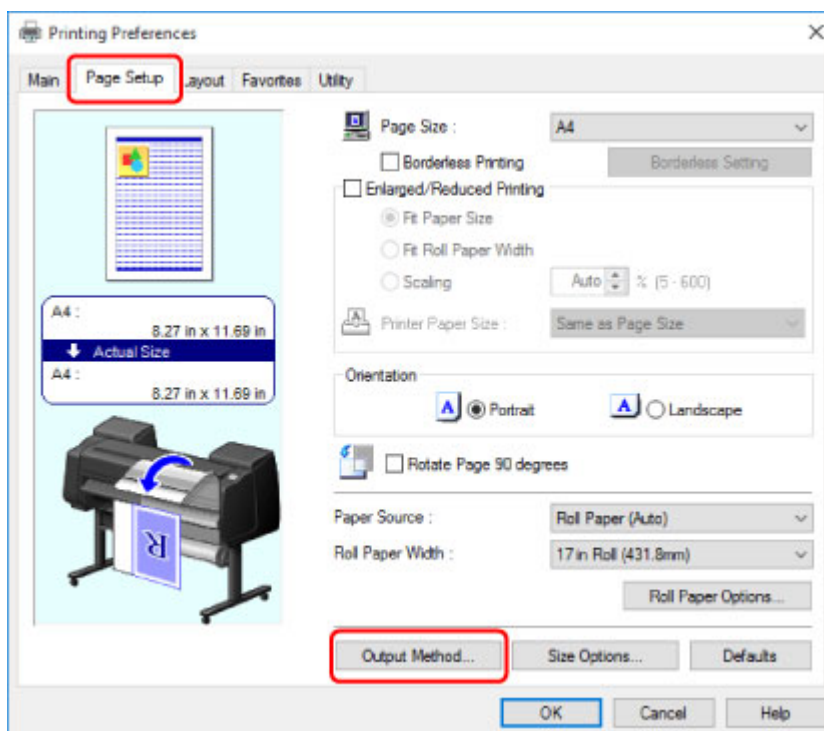 Printing Preferences
Main Page Setup Layout Favorites Utility
Page Size : A4
Borderless Printing Borderless Setting
Enlarged/Reduced Printing
Fit Paper Size
Fit Roll Paper Width
Scaling Auto % (5 - 600)
Printer Paper Size : Same as Page Size
A4 :
8.27 in x 11.69 in
Actual Size
A4 :
8.27 in x 11.69 in
Orientation
A Portrait A Landscape
Rotate Page 90 degrees
R
Paper Source : Roll Paper (Auto)
Roll Paper Width : 17 in Roll (431.8mm)
Roll Paper Options...
Output Method... Size Options... Defaults
OK Cancel Help